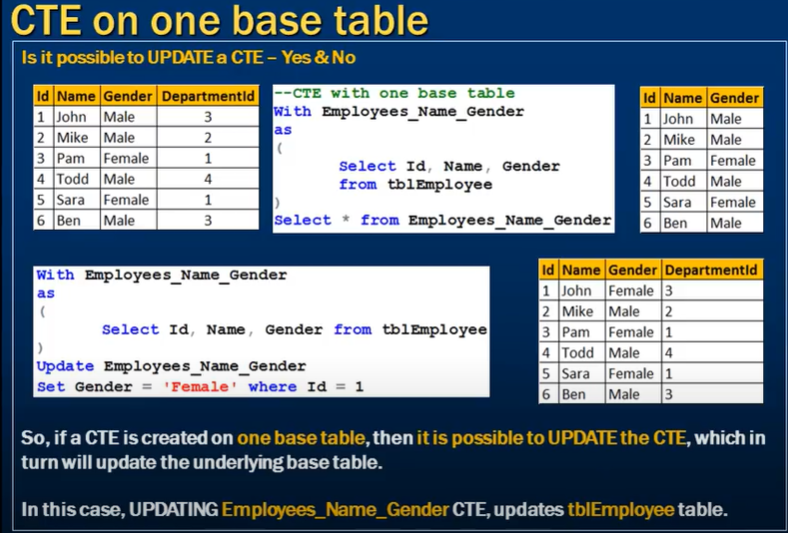 CTE on one base table
Is it possible to UPDATE a CTE – Yes & No
Id Name Gender DepartmentId
1 John Male 3
2 Mike Male 2
3 Pam Female 1
4 Todd Male 4
5 Sara Female 1
6 Ben Male 3
--CTE with one base table
With Employees_Name_Gender
as
(
Select Id, Name, Gender
from tblEmployee
)
Select * from Employees_Name_Gender
Id Name Gender
1 John Male
2 Mike Male
3 Pam Female
4 Todd Male
5 Sara Female
6 Ben Male
With Employees_Name_Gender
as
(
Select Id, Name, Gender from tblEmployee
)
Update Employees_Name_Gender
Set Gender = 'Female' where Id = 1
Id Name Gender DepartmentId
1 John Female 3
2 Mike Male 2
3 Pam Female 1
4 Todd Male 4
5 Sara Female 1
6 Ben Male 3
So, if a CTE is created on one base table, then it is possible to UPDATE the CTE, which in
turn will update the underlying base table.
In this case, UPDATING Employees_Name_Gender CTE, updates tblEmployee table.